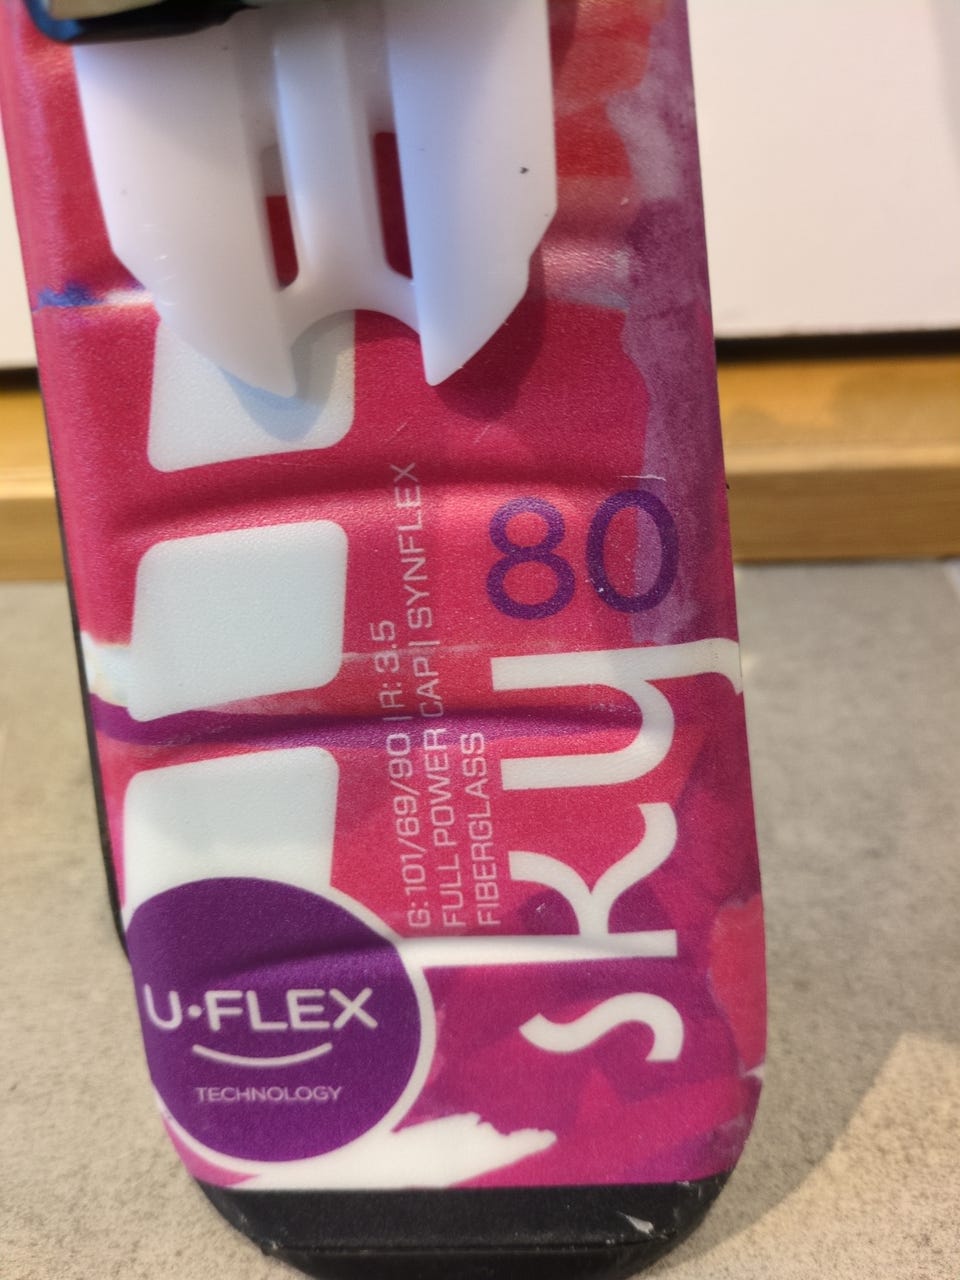 80
sky
G: 101/69/90 | R: 3.5
FULL POWER CAP | SYNFLEX
FIBERGLASS
U•FLEX
TECHNOLOGY